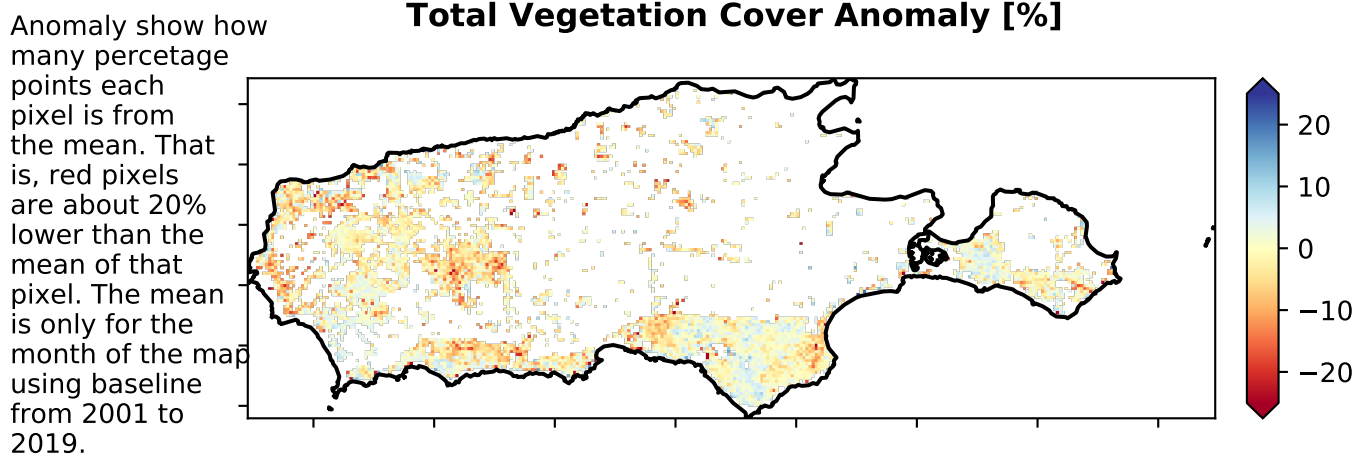 Total Vegetation Cover Anomaly [%]
Anomaly show how
many percetage
points each
pixel is from
the mean. That
is, red pixels
are about 20%
lower than the
mean of that
pixel. The mean
is only for the
month of the map
using baseline
from 2001 to
2019.
20
10
0
−10
−20